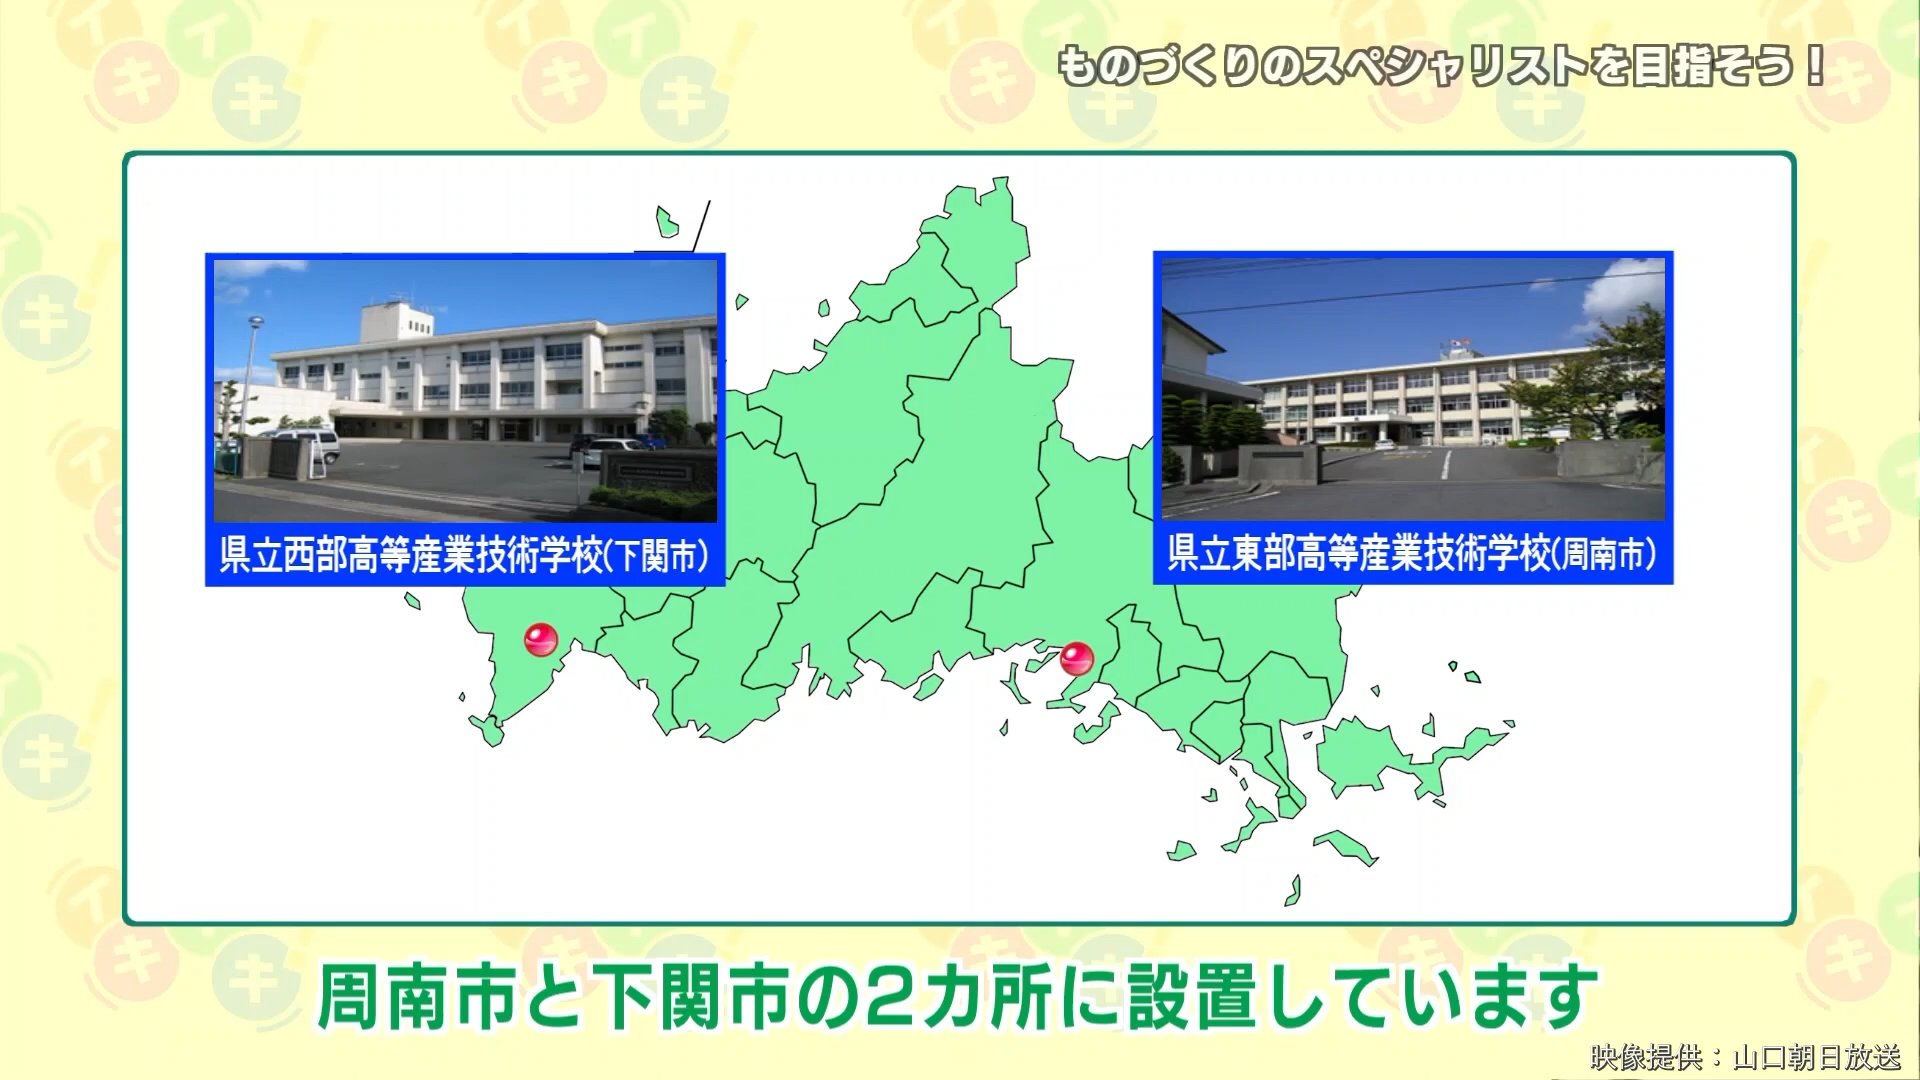 ものづくりのスペシャリストを目指そう！
県立西部高等産業技術学校(下関市)
県立東部高等産業技術学校(周南市)
周南市と下関市の2カ所に設置しています
映像提供：山口朝日放送